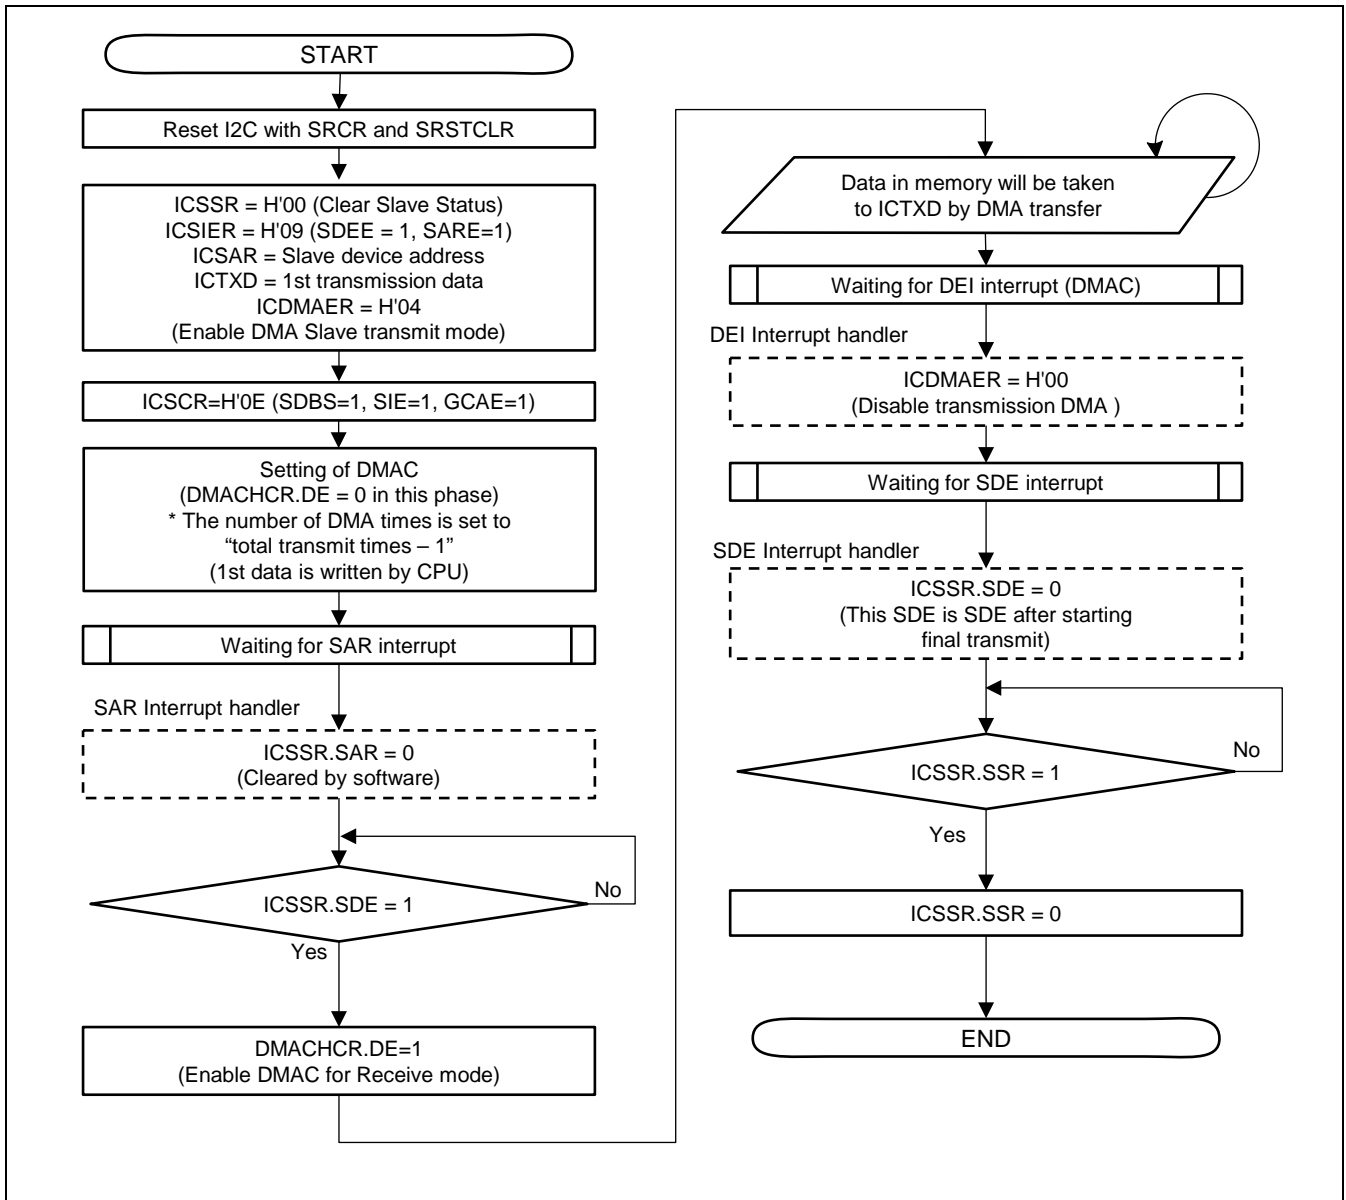 START
Reset I2C with SRCR and SRSTCLR
ICSSR = H'00 (Clear Slave Status)
ICSIER = H'09 (SDEE = 1, SARE=1)
ICSAR = Slave device address
ICTXD = 1st transmission data
ICDMAER = H'04
(Enable DMA Slave transmit mode)
ICSCR=H'0E (SDBS=1, SIE=1, GCAE=1)
Setting of DMAC
(DMACHCR.DE = 0 in this phase)
* The number of DMA times is set to
“total transmit times – 1”
(1st data is written by CPU)
Waiting for SAR interrupt
SAR Interrupt handler
ICSSR.SAR = 0
(Cleared by software)
ICSSR.SDE = 1
No
Yes
DMACHCR.DE=1
(Enable DMAC for Receive mode)
Data in memory will be taken
to ICTXD by DMA transfer
Waiting for DEI interrupt (DMAC)
DEI Interrupt handler
ICDMAER = H'00
(Disable transmission DMA )
Waiting for SDE interrupt
SDE Interrupt handler
ICSSR.SDE = 0
(This SDE is SDE after starting
final transmit)
ICSSR.SSR = 1
No
Yes
ICSSR.SSR = 0
END